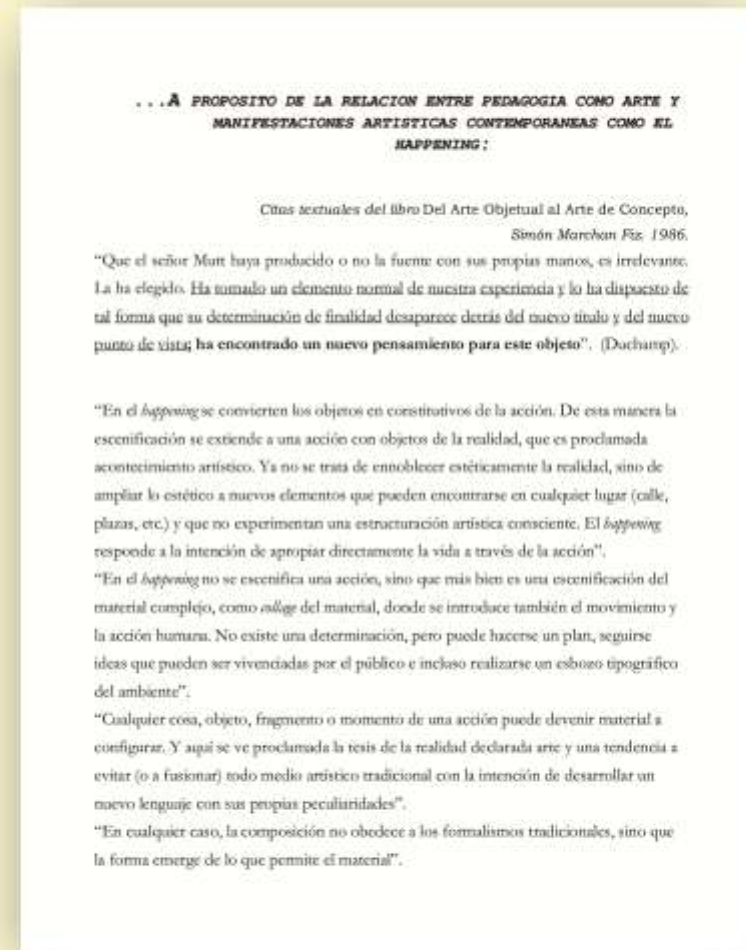 ...A PROPOSITO DE LA RELACION ENTRE PEDAGOGIA COMO ARTE Y
MANIFESTACIONES ARTISTICAS CONTEMPORANEAS COMO EL
HAPPENING:
Citas textuales del libro Del Arte Objetual al Arte de Concepto,
Simón Marchan Fiz. 1986.
“Que el señor Mutt haya producido o no la fuente con sus propias manos, es irrelevante.
La ha elegido. Ha tomado un elemento normal de nuestra experiencia y lo ha dispuesto de
tal forma que su determinación de finalidad desaparece detrás del nuevo título y del nuevo
punto de vista; ha encontrado un nuevo pensamiento para este objeto”. (Duchamp).
“En el happening se convierten los objetos en constitutivos de la acción. De esta manera la
escenificación se extiende a una acción con objetos de la realidad, que es proclamada
acontecimiento artístico. Ya no se trata de ennoblecer estéticamente la realidad, sino de
ampliar lo estético a nuevos elementos que pueden encontrarse en cualquier lugar (calle,
plazas, etc.) y que no experimentan una estructuración artística consciente. El happening
responde a la intención de apropiar directamente la vida a través de la acción”.
“En el happening no se escenifica una acción, sino que más bien es una escenificación del
material complejo, como collage del material, donde se introduce también el movimiento y
la acción humana. No existe una determinación, pero puede hacerse un plan, seguirse
ideas que pueden ser vivenciadas por el público e incluso realizarse un esbozo tipográfico
del ambiente”.
“Cualquier cosa, objeto, fragmento o momento de una acción puede devenir material a
configurar. Y aquí se ve proclamada la tesis de la realidad declarada arte y una tendencia a
evitar (o a fusionar) todo medio artístico tradicional con la intención de desarrollar un
nuevo lenguaje con sus propias peculiaridades”.
“En cualquier caso, la composición no obedece a los formalismos tradicionales, sino que
la forma emerge de lo que permite el material”.